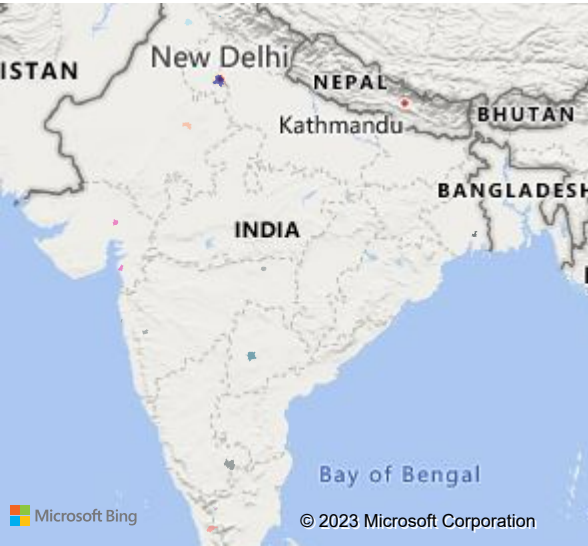 New Delhi
ISTAN
NEPAL
BHUTAN
Kathmandu
BANGLADESH
INDIA
Bay of Bengal
Microsoft Bing
© 2023 Microsoft Corporation